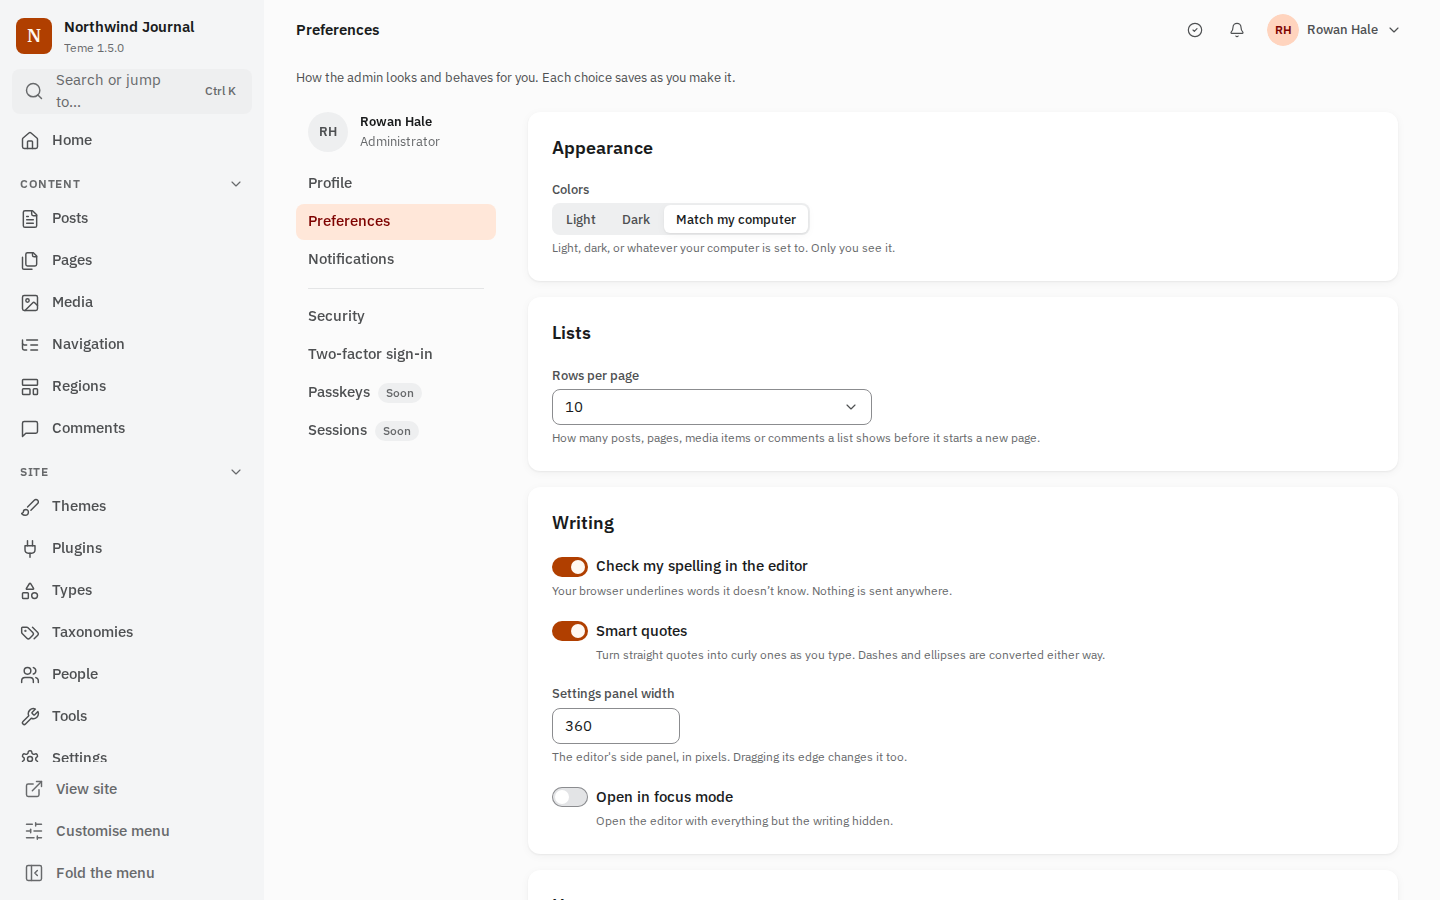 N
Northwind Journal
Teme 1.5.0
Search or jump
to...
Ctrl K
Home
CONTENT
Posts
Pages
Media
Navigation
Regions
Comments
SITE
Themes
Plugins
Types
Taxonomies
People
Tools
Settings
View site
Customise menu
Fold the menu
Preferences
RH
Rowan Hale
How the admin looks and behaves for you. Each choice saves as you make it.
RH
Rowan Hale
Administrator
Profile
Preferences
Notifications
Security
Two-factor sign-in
Passkeys Soon
Sessions Soon
Appearance
Colors
Light Dark Match my computer
Light, dark, or whatever your computer is set to. Only you see it.
Lists
Rows per page
10
How many posts, pages, media items or comments a list shows before it starts a new page.
Writing
Check my spelling in the editor
Your browser underlines words it doesn’t know. Nothing is sent anywhere.
Smart quotes
Turn straight quotes into curly ones as you type. Dashes and ellipses are converted either way.
Settings panel width
360
The editor's side panel, in pixels. Dragging its edge changes it too.
Open in focus mode
Open the editor with everything but the writing hidden.